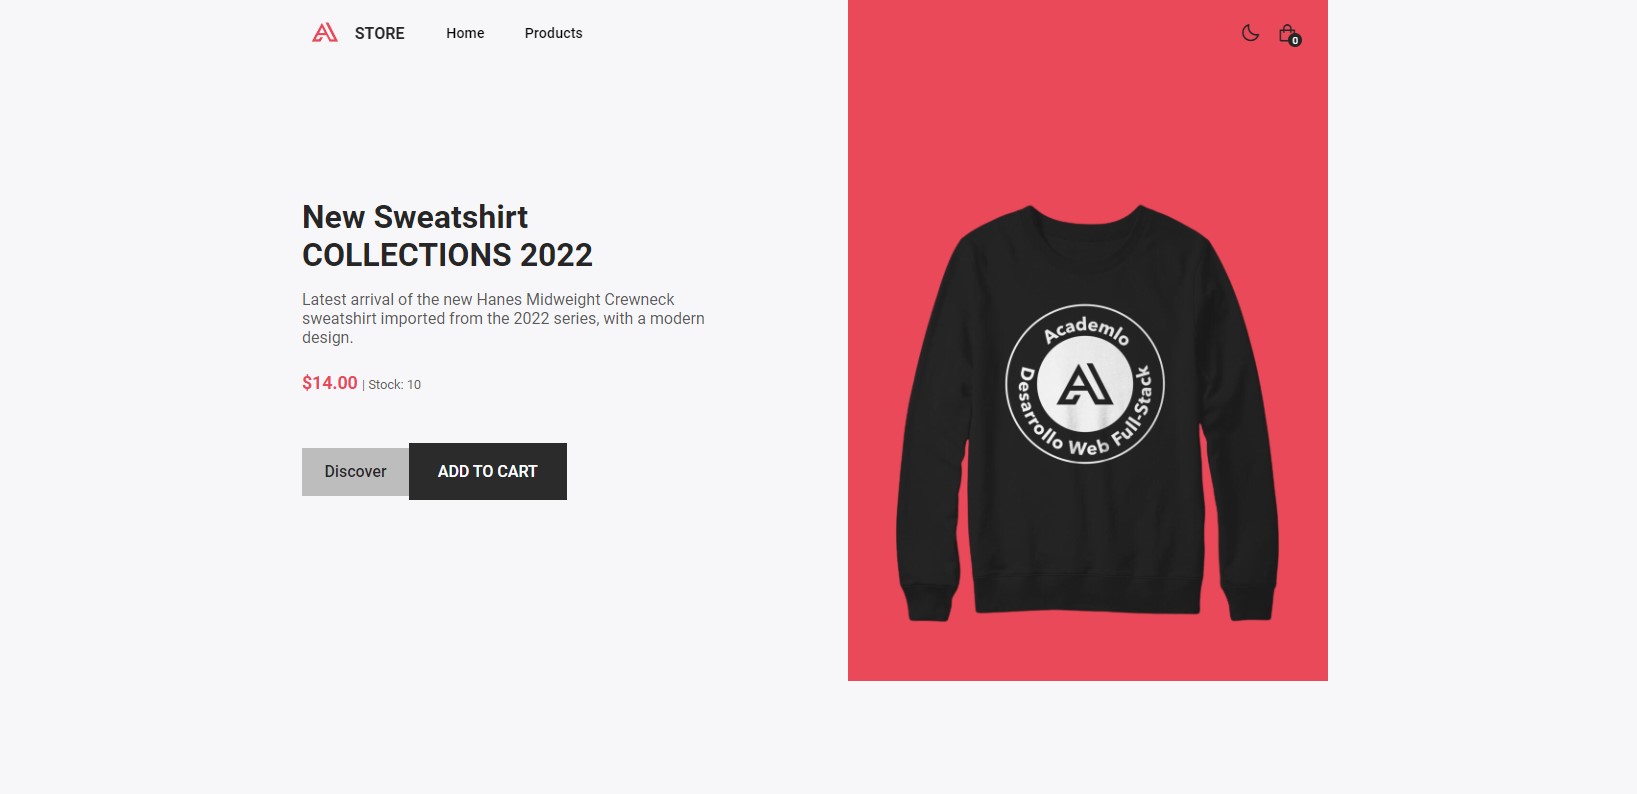 STORE
Home
Products
0
New Sweatshirt
COLLECTIONS 2022
Latest arrival of the new Hanes Midweight Crewneck
sweatshirt imported from the 2022 series, with a modern
design.
$14.00 | Stock: 10
Discover
ADD TO CART
Academlo
Desarrollo Web Full-Stack